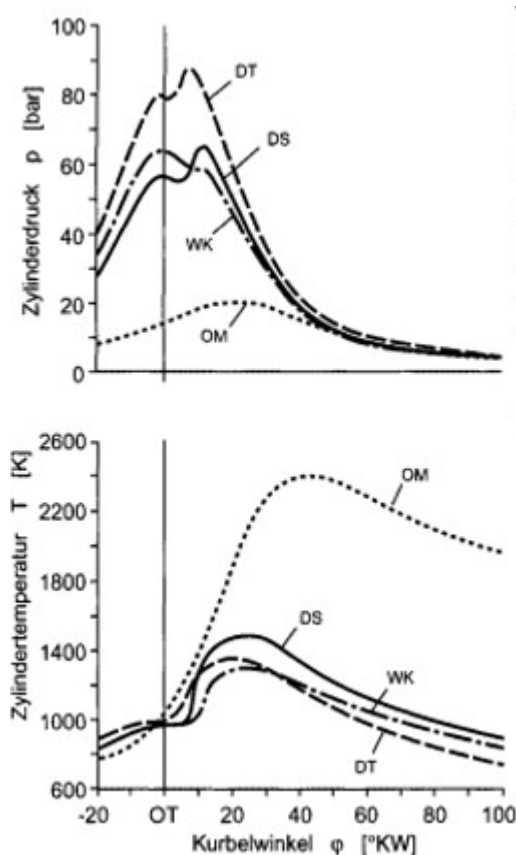 Zylinderdruck p [bar]
100
80
60
40
20
0
DT
DS
WK
OM
Zylindertemperatur T [K]
2600
2200
1800
1400
1000
600
OM
DS
WK
DT
-20 OT 20 40 60 80 100
Kurbelwinkel φ [°KW]